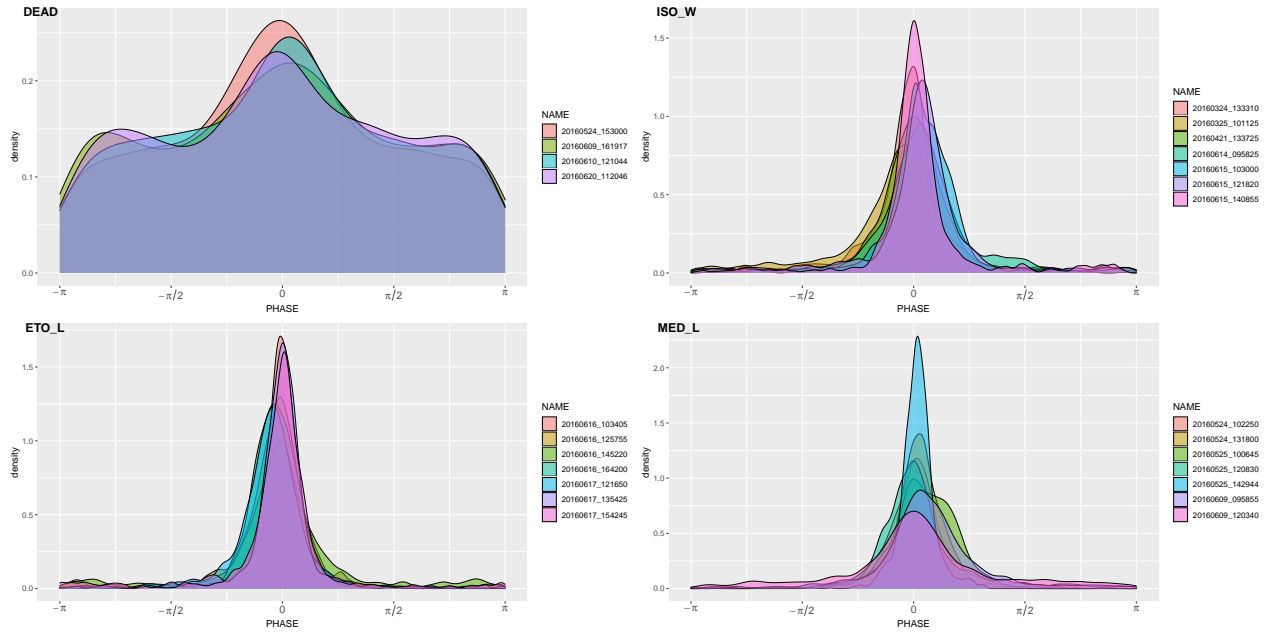 DEAD
density
0.2
0.1
0.0
−π
−π/2
0
π/2
π
PHASE
NAME
20160524_153000
20160609_161917
20160610_121044
20160620_112046
ISO_W
density
1.5
1.0
0.5
0.0
−π
−π/2
0
π/2
π
PHASE
NAME
20160324_133310
20160325_101125
20160421_133725
20160614_095825
20160615_103000
20160615_121820
20160615_140855
ETO_L
density
1.5
1.0
0.5
0.0
−π
−π/2
0
π/2
π
PHASE
NAME
20160616_103405
20160616_125755
20160616_145220
20160616_164200
20160617_121650
20160617_135425
20160617_154245
MED_L
density
2.0
1.5
1.0
0.5
0.0
−π
−π/2
0
π/2
π
PHASE
NAME
20160524_102250
20160524_131800
20160525_100645
20160525_120830
20160525_142944
20160609_095855
20160609_120340